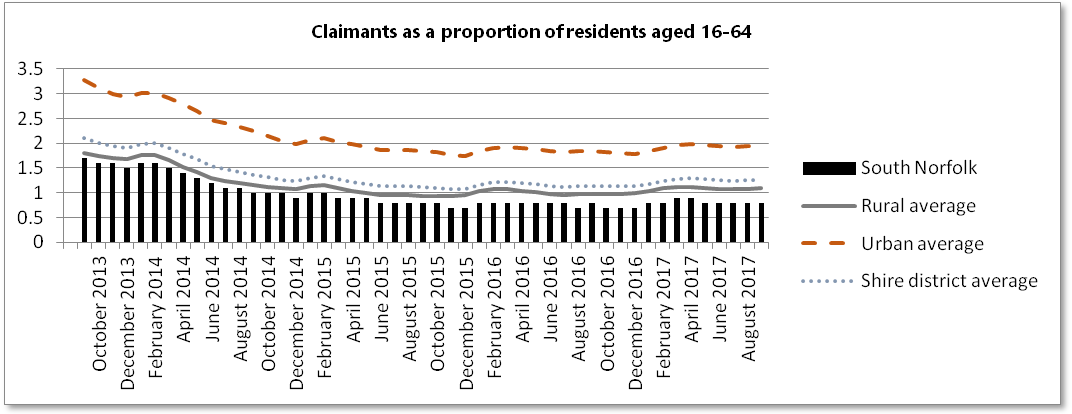 Claimants as a proportion of residents aged 16-64
3.5
3
2.5
2
1.5
1
0.5
0
October 2013
December 2013
February 2014
April 2014
June 2014
August 2014
October 2014
December 2014
February 2015
April 2015
June 2015
August 2015
October 2015
December 2015
February 2016
April 2016
June 2016
August 2016
October 2016
December 2016
February 2017
April 2017
June 2017
August 2017
South Norfolk
Rural average
Urban average
Shire district average